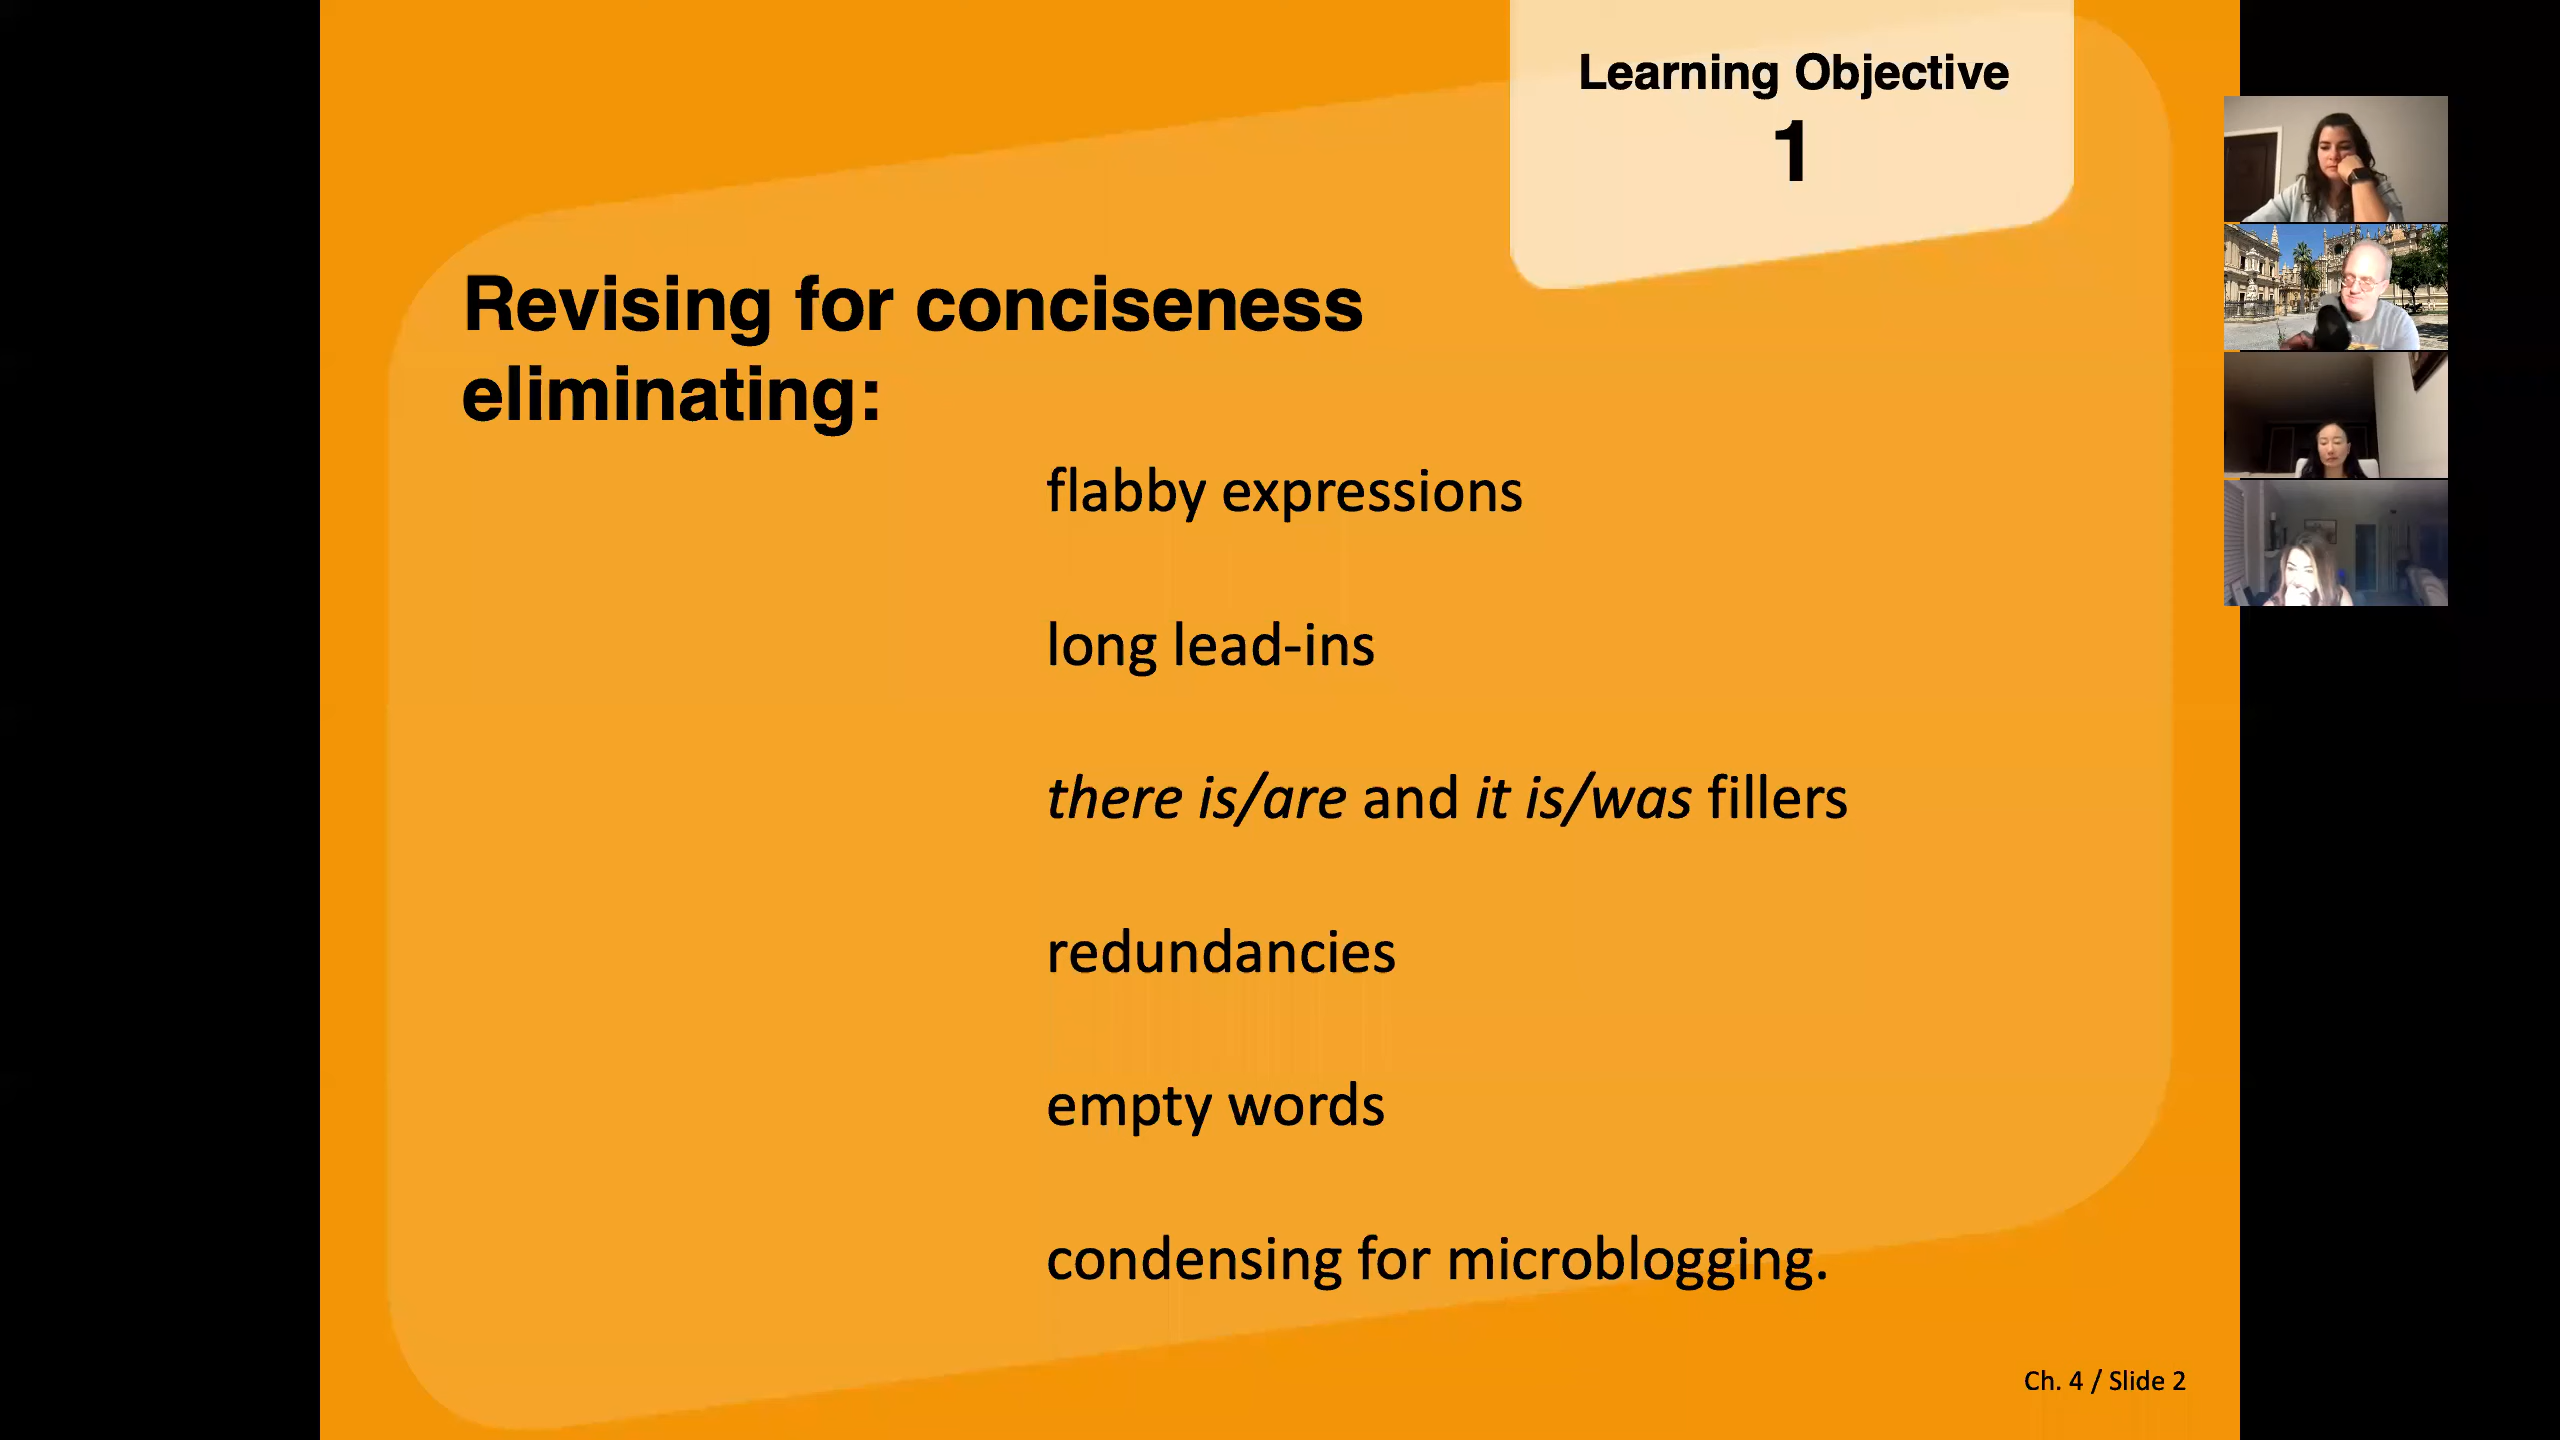 Learning Objective
1
Revising for conciseness
eliminating:
flabby expressions
long lead-ins
there is/are and it is/was fillers
redundancies
empty words
condensing for microblogging.
Ch. 4 / Slide 2